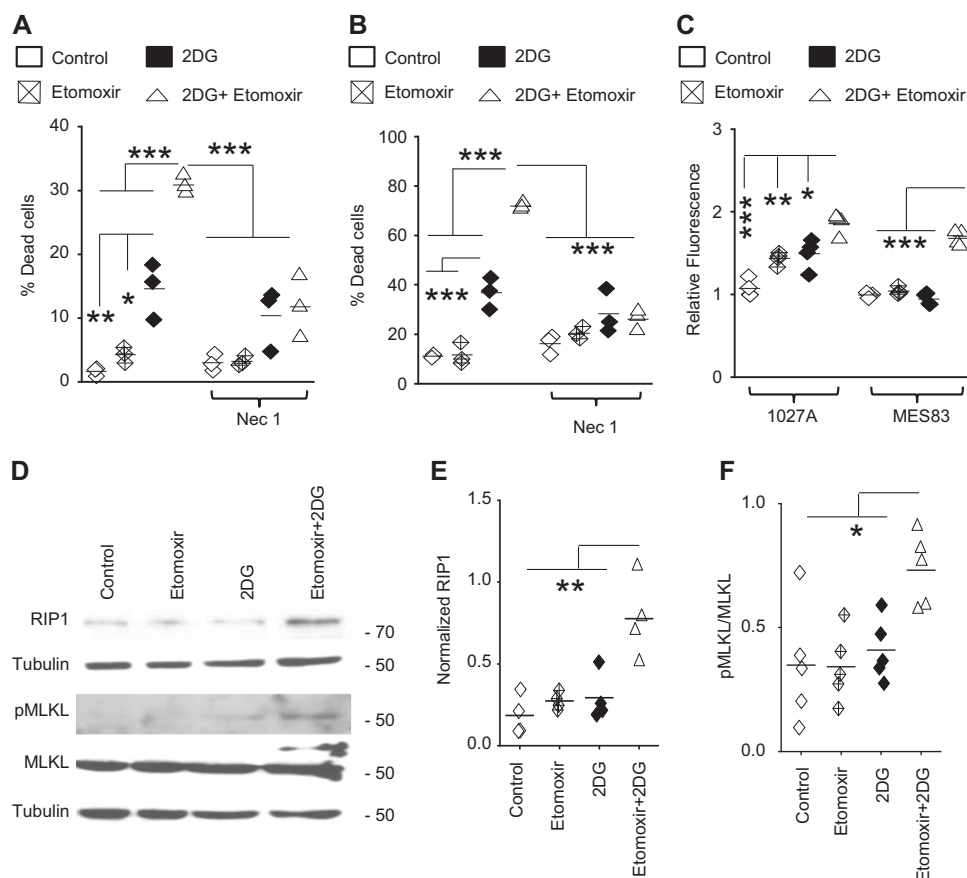 A
Control
2DG
Etomoxir
2DG+ Etomoxir
% Dead cells
40
30
20
10
0
***
***
**
*
Nec 1
B
Control
2DG
Etomoxir
2DG+ Etomoxir
% Dead cells
100
80
60
40
20
0
***
***
***
Nec 1
C
Control
2DG
Etomoxir
2DG+ Etomoxir
Relative Fluorescence
3
2
1
0
***
**
*
***
1027A
MES83
D
Control
Etomoxir
2DG
Etomoxir+2DG
RIP1
- 70
Tubulin
- 50
pMLKL
- 50
MLKL
- 50
Tubulin
- 50
E
Normalized RIP1
1.5
1.0
0.5
0.0
**
Control
Etomoxir
2DG
Etomoxir+2DG
F
pMLKL/MLKL
1.0
0.5
0.0
*
Control
Etomoxir
2DG
Etomoxir+2DG